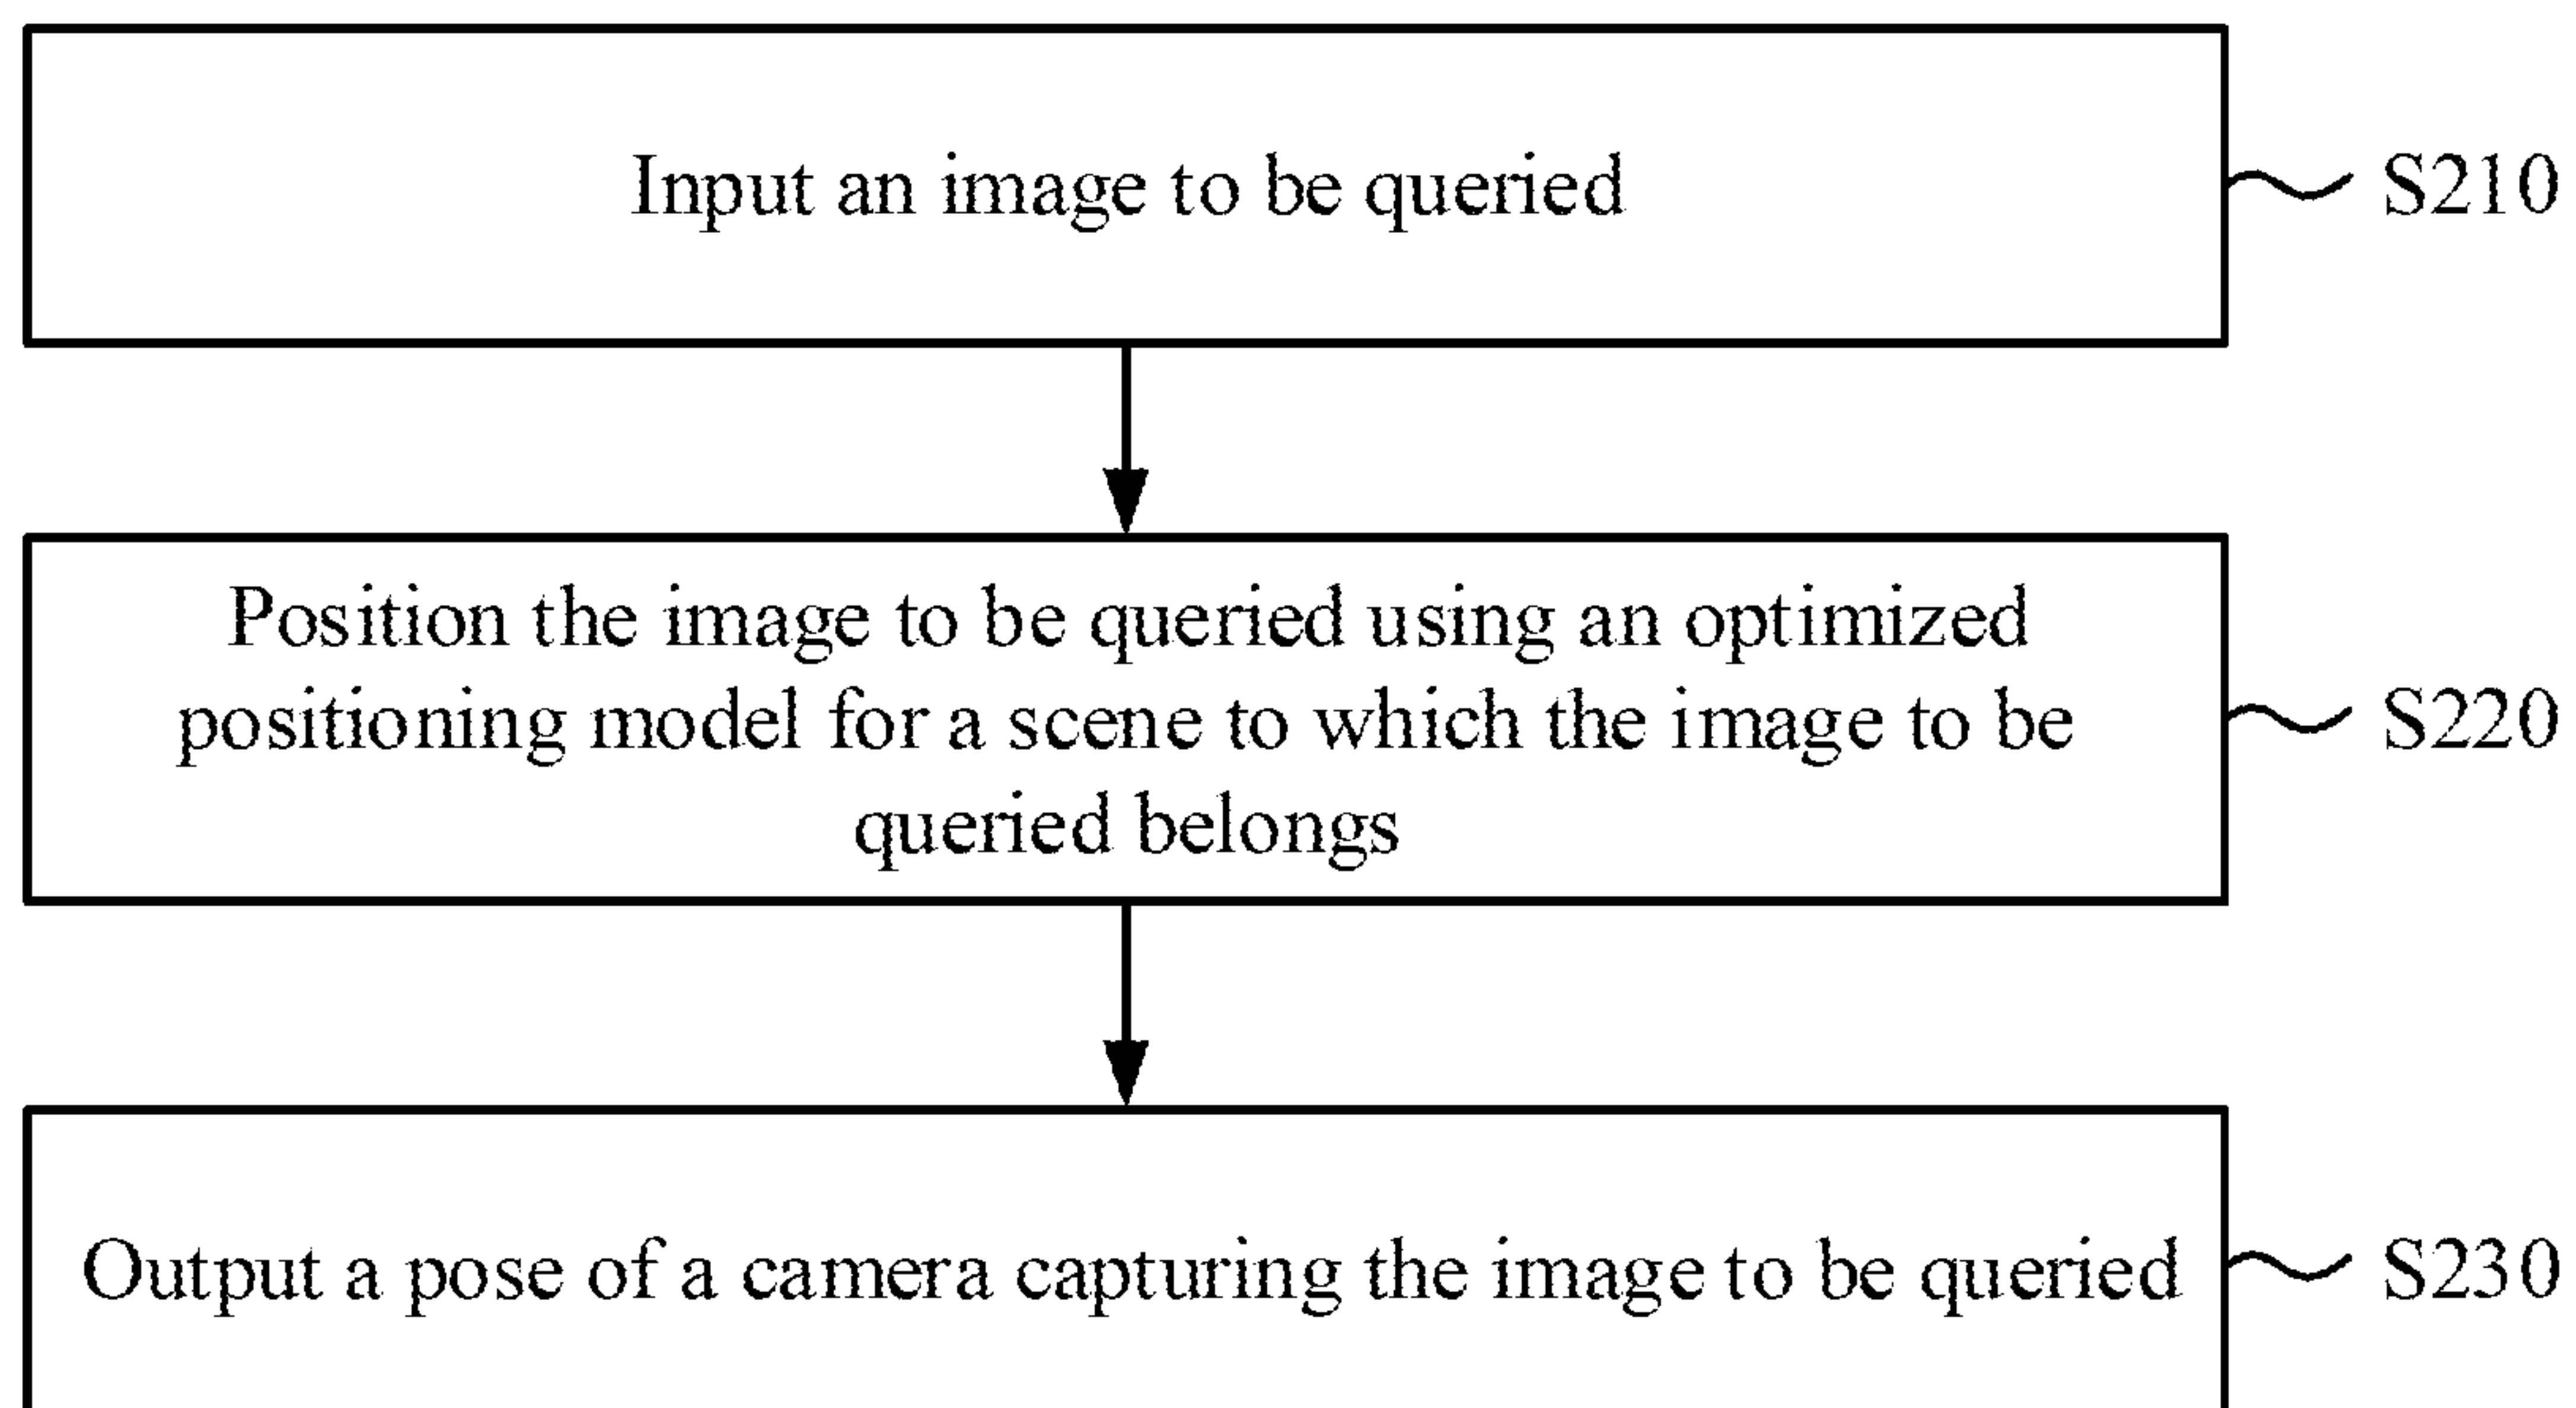 Input an image to be queried
S210
Position the image to be queried using an optimized
positioning model for a scene to which the image to be
queried belongs
S220
Output a pose of a camera capturing the image to be queried
S230